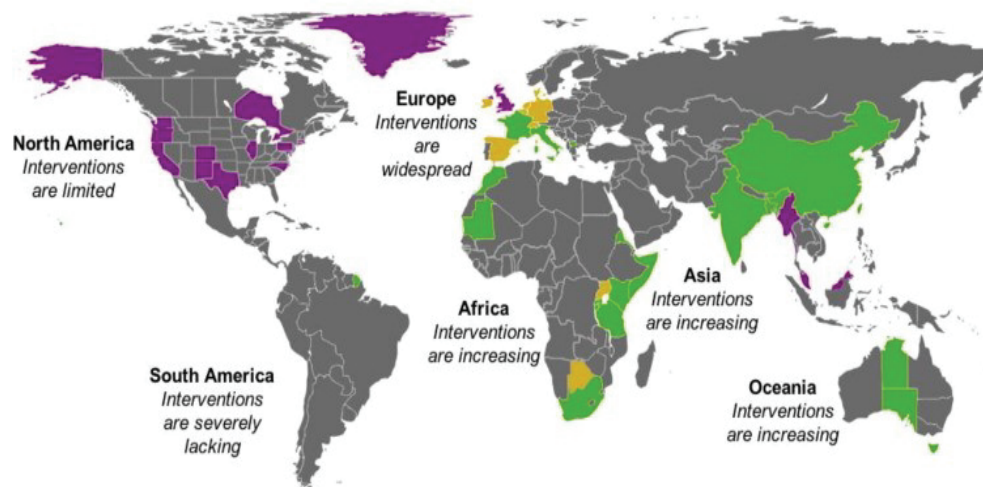 North America
Interventions
are limited
Europe
Interventions
are
widespread
South America
Interventions
are severely
lacking
Africa
Interventions
are increasing
Asia
Interventions
are increasing
Oceania
Interventions
are increasing